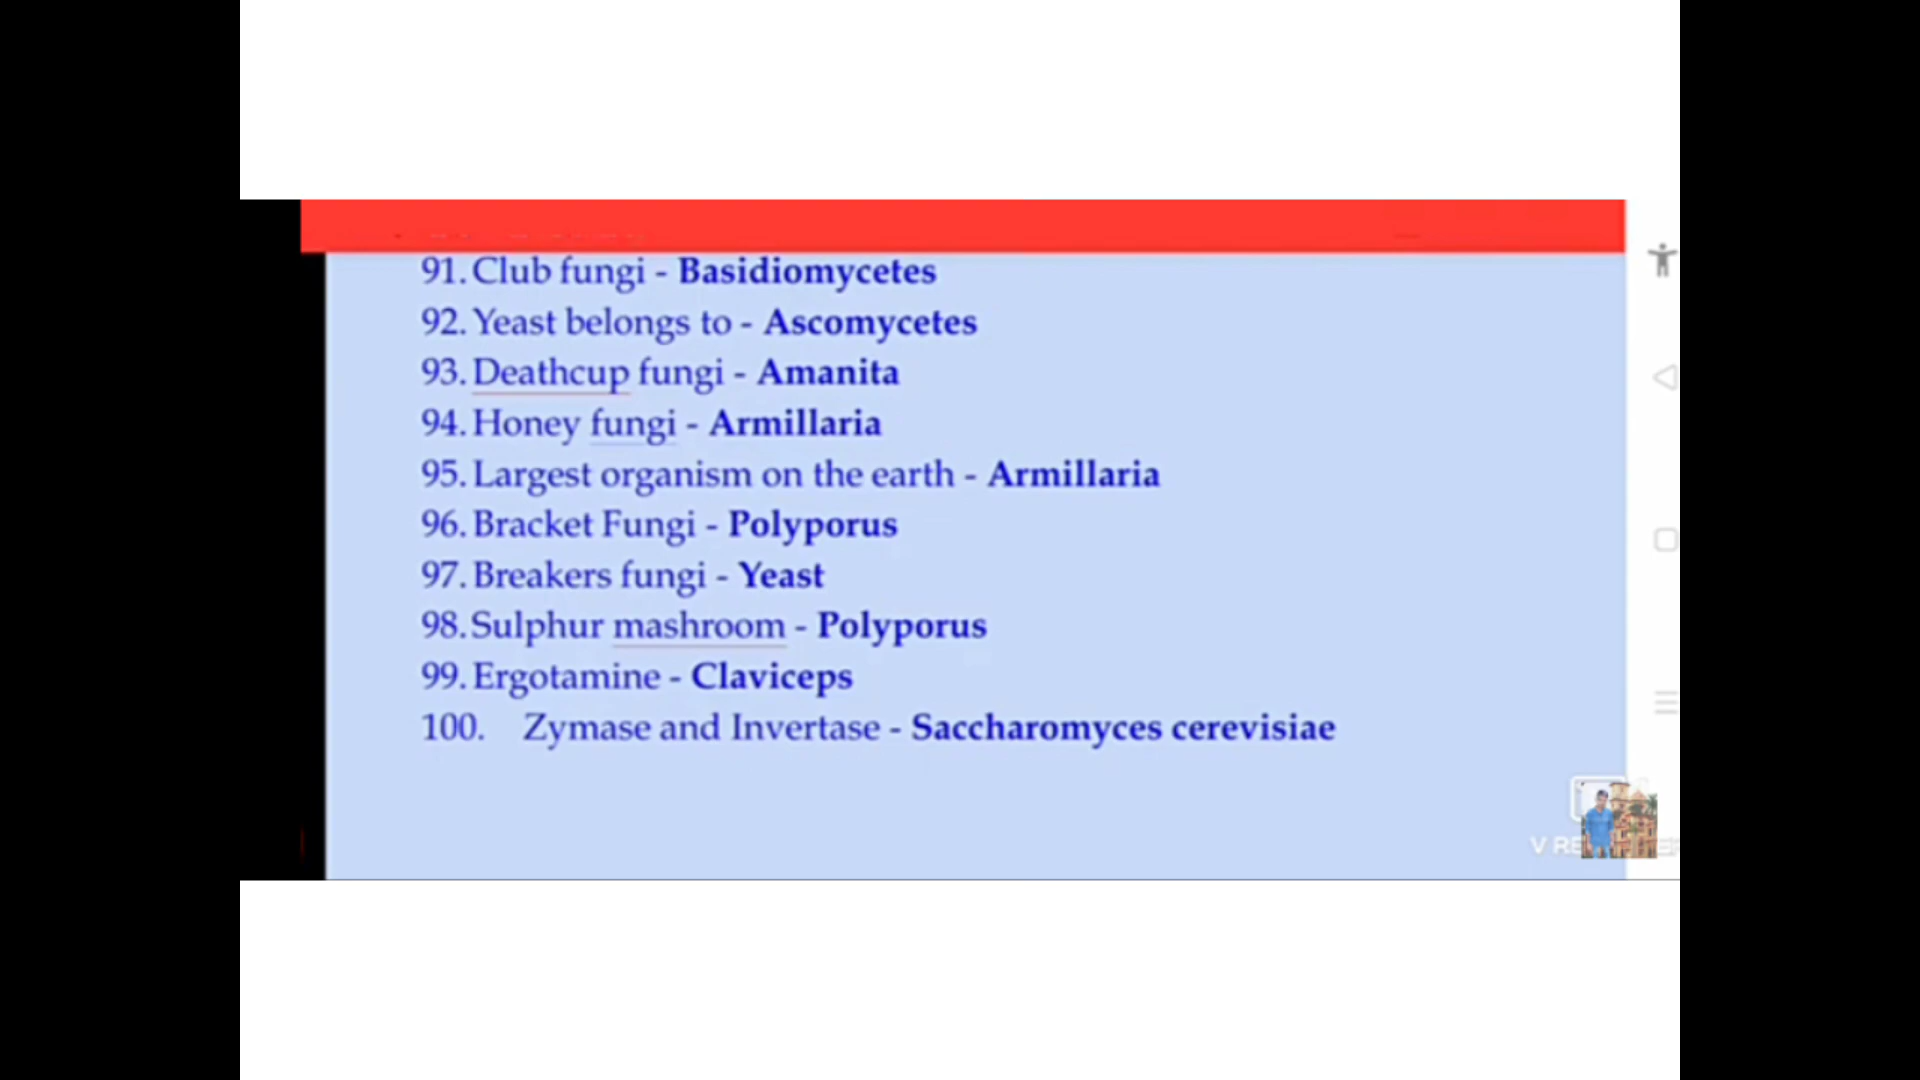 91. Club fungi - Basidiomycetes
92. Yeast belongs to - Ascomycetes
93. Deathcup fungi - Amanita
94. Honey fungi - Armillaria
95. Largest organism on the earth - Armillaria
96. Bracket Fungi - Polyporus
97. Breakers fungi - Yeast
98. Sulphur mashroom - Polyporus
99. Ergotamine - Claviceps
100. Zymase and Invertase - Saccharomyces cerevisiae
V